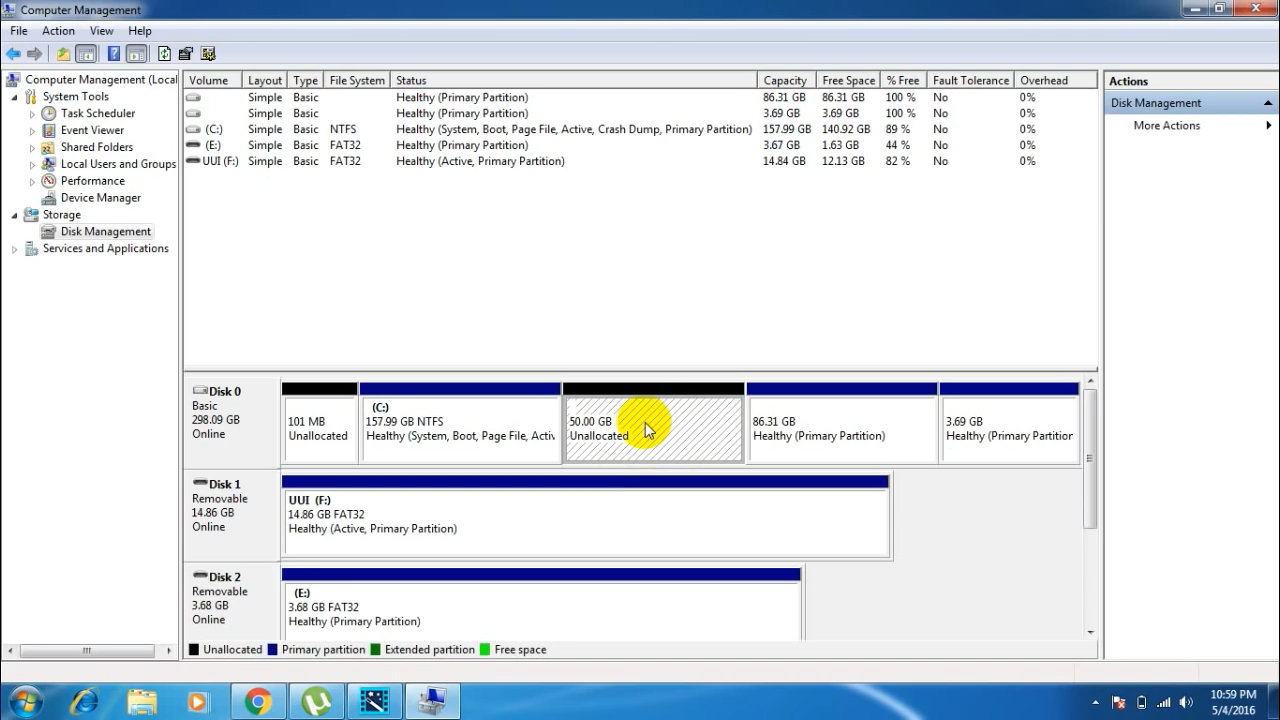 Computer Management
File Action View Help
Computer Management (Local
System Tools
Task Scheduler
Event Viewer
Shared Folders
Local Users and Groups
Performance
Device Manager
Storage
Disk Management
Services and Applications
Volume Layout Type File System Status Capacity Free Space % Free Fault Tolerance Overhead
Simple Basic Healthy (Primary Partition) 86.31 GB 86.31 GB 100 % No 0%
Simple Basic Healthy (Primary Partition) 3.69 GB 3.69 GB 100 % No 0%
(C:) Simple Basic NTFS Healthy (System, Boot, Page File, Active, Crash Dump, Primary Partition) 157.99 GB 140.92 GB 89 % No 0%
(E:) Simple Basic FAT32 Healthy (Primary Partition) 3.67 GB 1.63 GB 44 % No 0%
UUI (F:) Simple Basic FAT32 Healthy (Active, Primary Partition) 14.84 GB 12.13 GB 82 % No 0%
Actions
Disk Management
More Actions
Disk 0
Basic
298.09 GB
Online
101 MB
Unallocated
(C:)
157.99 GB NTFS
Healthy (System, Boot, Page File, Activ
50.00 GB
Unallocated
86.31 GB
Healthy (Primary Partition)
3.69 GB
Healthy (Primary Partition
Disk 1
Removable
14.86 GB
Online
UUI (F:)
14.86 GB FAT32
Healthy (Active, Primary Partition)
Disk 2
Removable
3.68 GB
Online
(E:)
3.68 GB FAT32
Healthy (Primary Partition)
Unallocated Primary partition Extended partition Free space
10:59 PM
5/4/2016